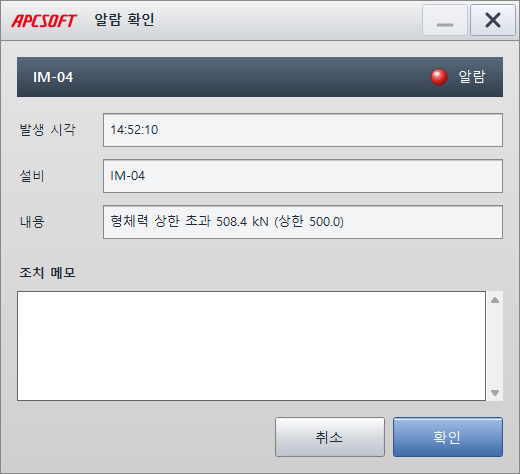 APCSOFT 알람 확인
IM-04 알람
발생 시각 14:52:10
설비 IM-04
내용 형체력 상한 초과 508.4 kN (상한 500.0)
조치 메모
취소 확인